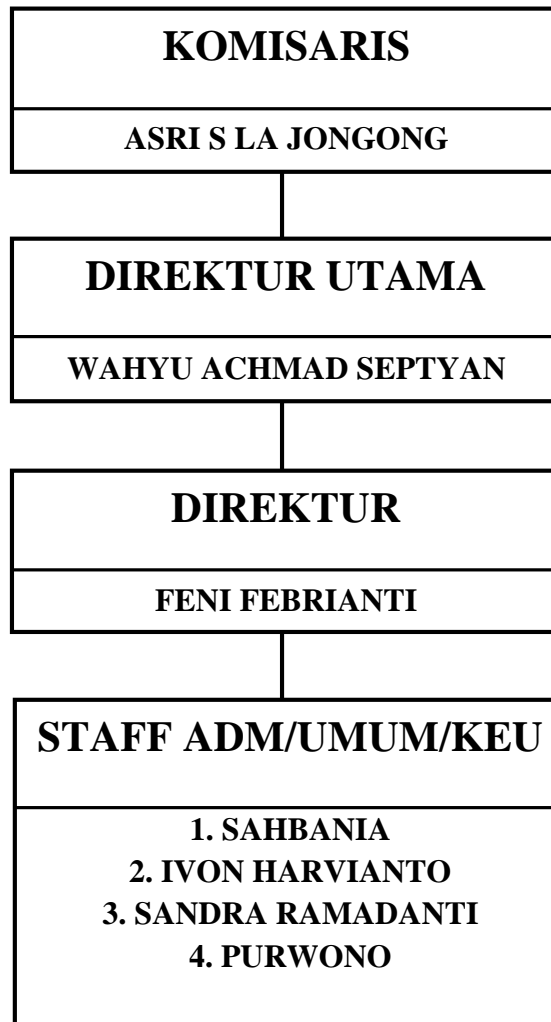 KOMISARIS
ASRI S LA JONGONG
DIREKTUR UTAMA
WAHYU ACHMAD SEPTYAN
DIREKTUR
FENI FEBRIANTI
STAFF ADM/UMUM/KEU
1. SAHBANIA
2. IVON HARVIANTO
3. SANDRA RAMADANTI
4. PURWONO